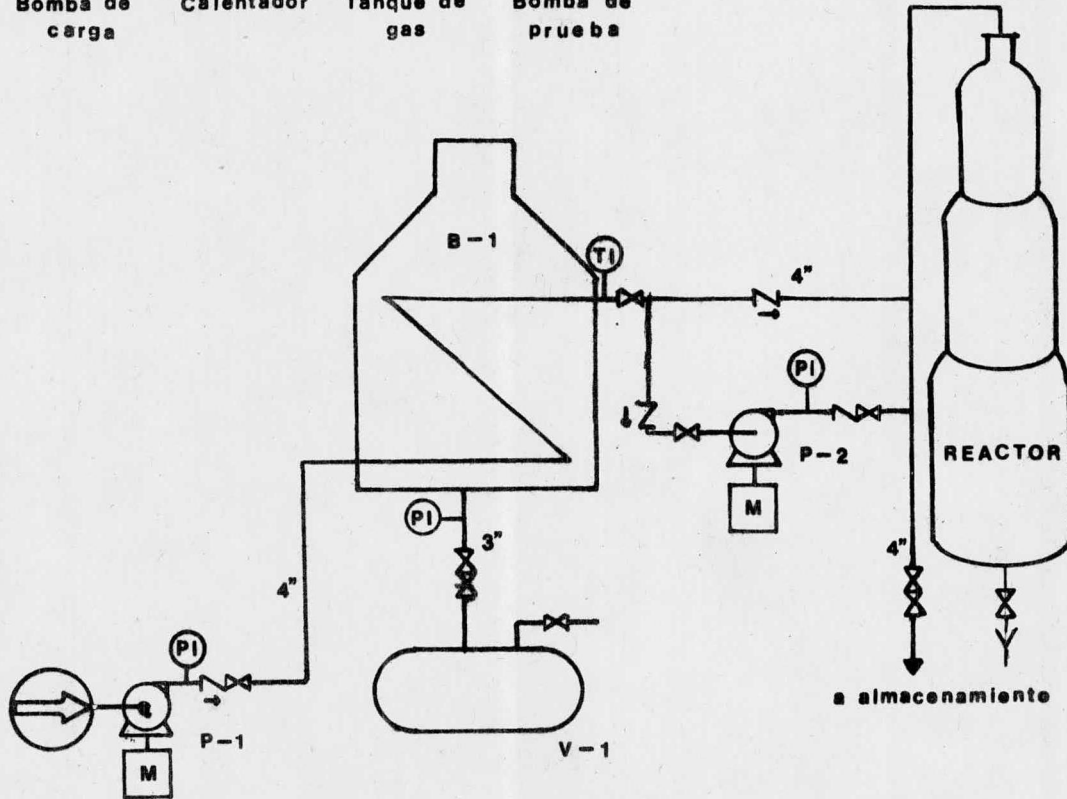 Bomba de
carga
Calentador
Tanque de
gas
Bomba de
prueba
B-1
TI
4"
PI
P-2
REACTOR
M
PI
3"
4"
4"
PI
a almacenamiento
P-1
V-1
M